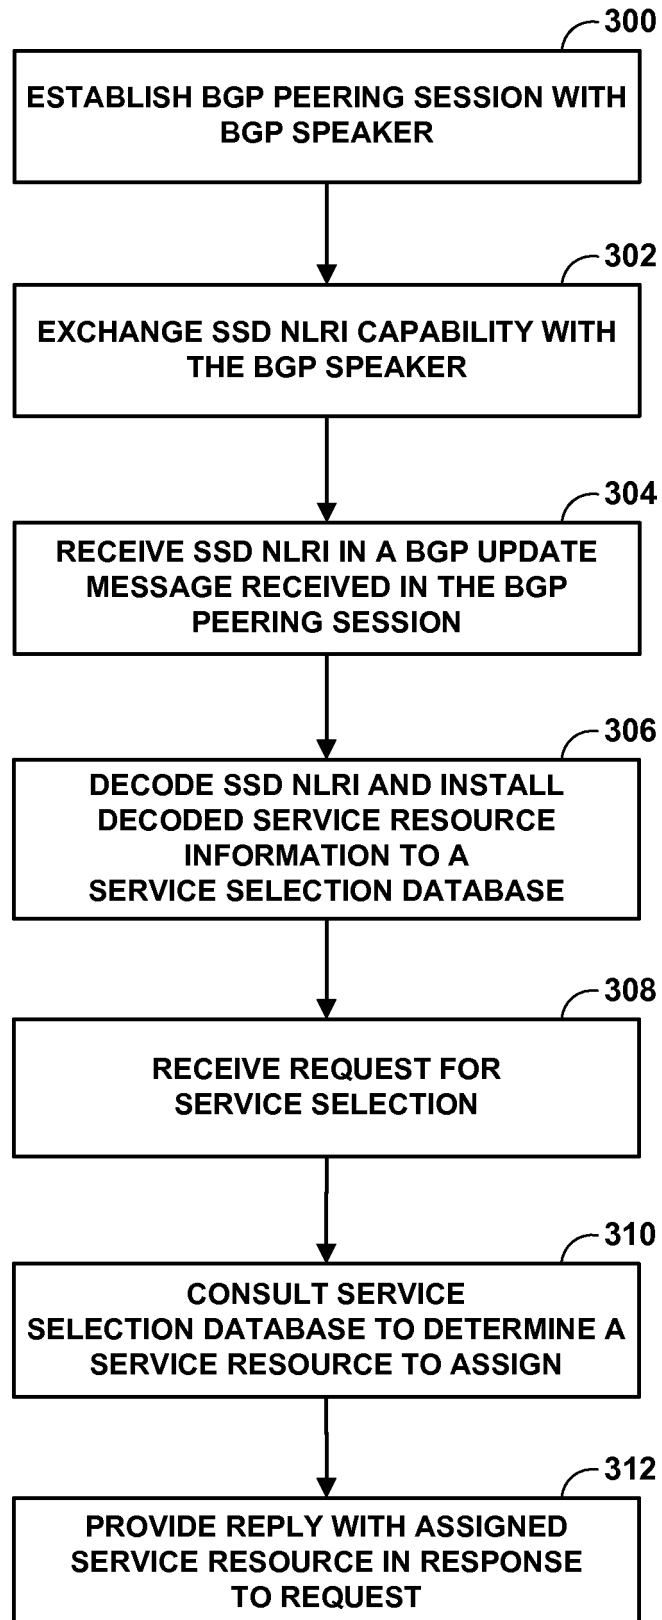 300
ESTABLISH BGP PEERING SESSION WITH
BGP SPEAKER
302
EXCHANGE SSD NLRI CAPABILITY WITH
THE BGP SPEAKER
304
RECEIVE SSD NLRI IN A BGP UPDATE
MESSAGE RECEIVED IN THE BGP
PEERING SESSION
306
DECODE SSD NLRI AND INSTALL
DECODED SERVICE RESOURCE
INFORMATION TO A
SERVICE SELECTION DATABASE
308
RECEIVE REQUEST FOR
SERVICE SELECTION
310
CONSULT SERVICE
SELECTION DATABASE TO DETERMINE A
SERVICE RESOURCE TO ASSIGN
312
PROVIDE REPLY WITH ASSIGNED
SERVICE RESOURCE IN RESPONSE
TO REQUEST